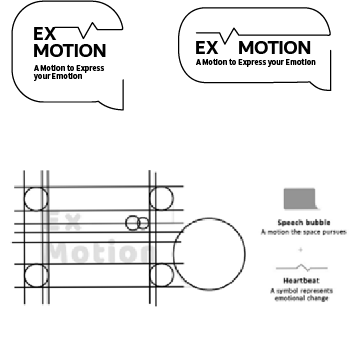 EX
MOTION
A Motion to Express
your Emotion
EX MOTION
A Motion to Express your Emotion
Ex
Motion
Speech bubble
A motion the space pursues
+
Heartbeat
A symbol represents
emotional change